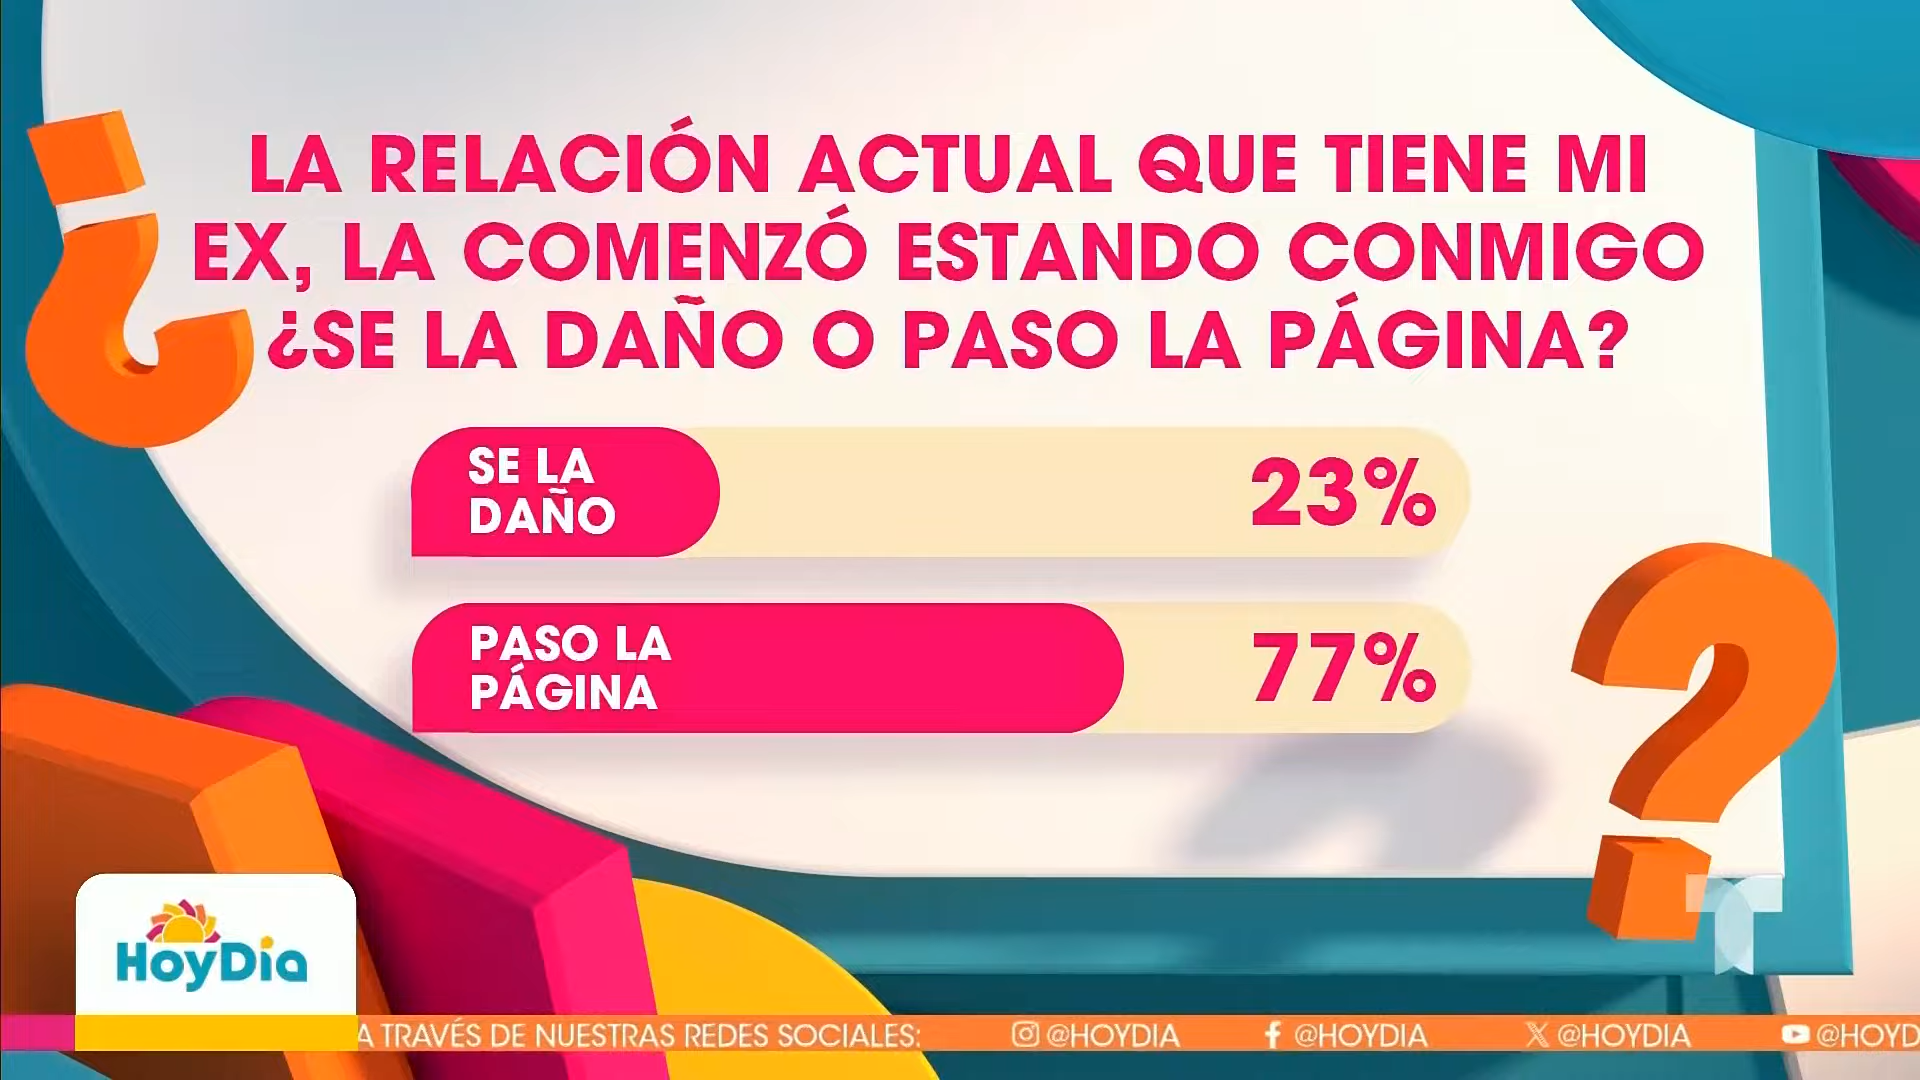 LA RELACIÓN ACTUAL QUE TIENE MI
EX, LA COMENZÓ ESTANDO CONMIGO
¿SE LA DAÑO O PASO LA PÁGINA?
SE LA
DAÑO
23%
PASO LA
PÁGINA
77%
HoyDía
A TRAVÉS DE NUESTRAS REDES SOCIALES: @HOYDIA @HOYDIA @HOYDIA @HOYD